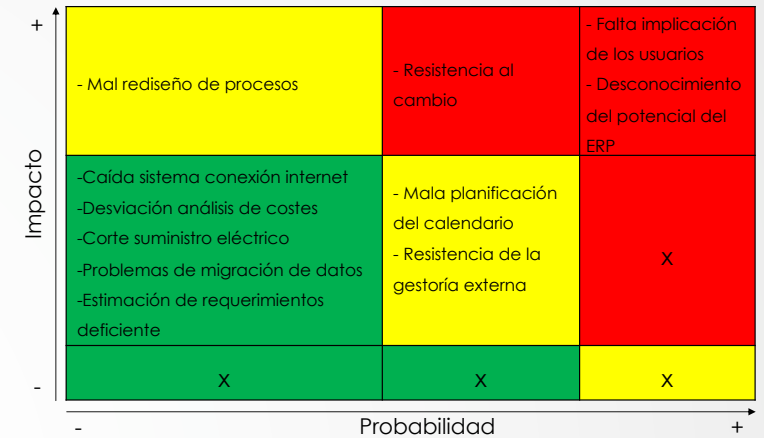 +
Impacto
-
- Mal rediseño de procesos
- Resistencia al
cambio
- Falta implicación
de los usuarios
- Desconocimiento
del potencial del
ERP
-Caída sistema conexión internet
-Desviación análisis de costes
-Corte suministro eléctrico
-Problemas de migración de datos
-Estimación de requerimientos
deficiente
- Mala planificación
del calendario
- Resistencia de la
gestoría externa
X
X
X
X
-
Probabilidad
+